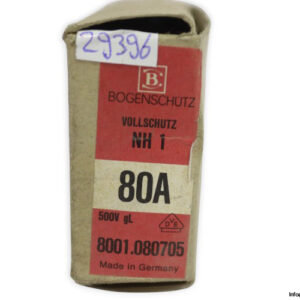 29396
B.
BOGENSCHÜTZ
VOLLSCHUTZ
NH 1
80A
500V gL
8001.080705
Made in Germany